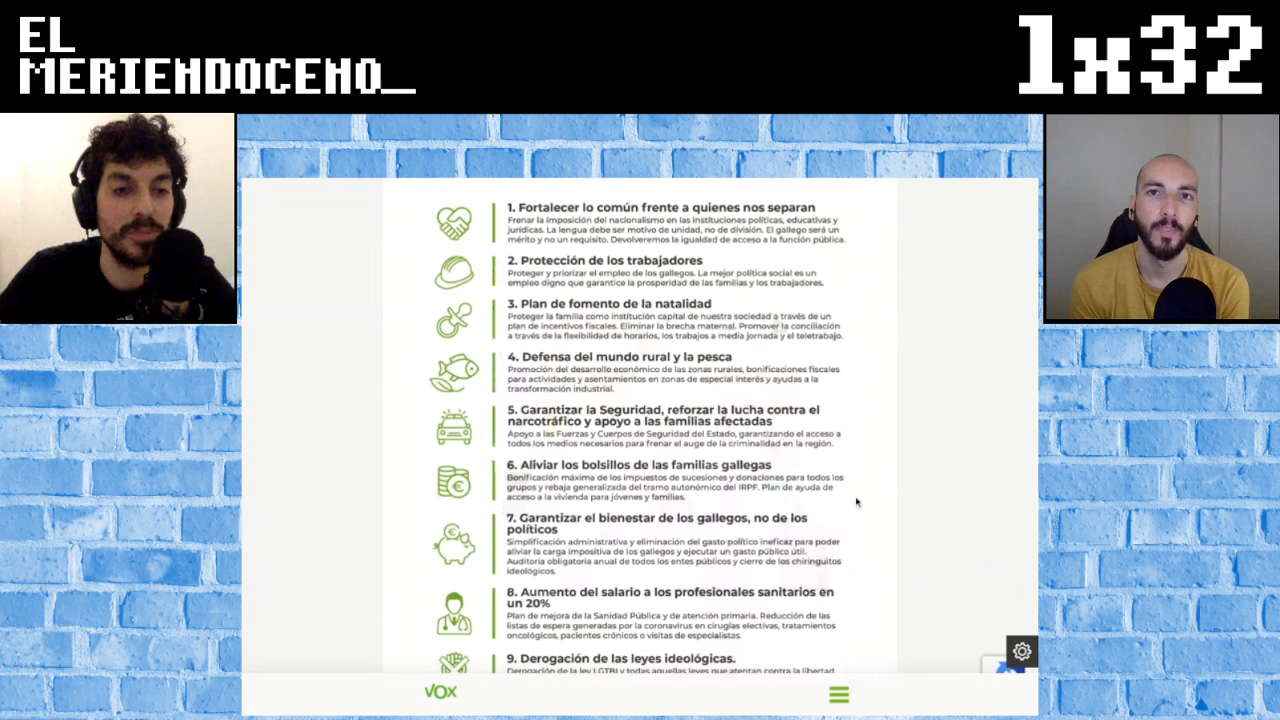 EL
MERIENDOCENO_
1x32
1. Fortalecer lo común frente a quienes nos separan
Frenar la imposición del nacionalismo en las instituciones políticas, educativas y
jurídicas. La lengua debe ser motivo de unidad, no de división. El gallego será un
mérito y no un requisito. Devolveremos la igualdad de acceso a la función pública.
2. Protección de los trabajadores
Proteger y priorizar el empleo de los gallegos. La mejor política social es un
empleo digno que garantice la prosperidad de las familias y los trabajadores.
3. Plan de fomento de la natalidad
Proteger la familia como institución capital de nuestra sociedad a través de un
plan de incentivos fiscales. Eliminar la brecha maternal. Promover la conciliación
a través de la flexibilidad de horarios, los trabajos a media jornada y el teletrabajo.
4. Defensa del mundo rural y la pesca
Promoción del desarrollo económico de las zonas rurales, bonificaciones fiscales
para actividades y asentamientos en zonas de especial interés y ayudas a la
transformación industrial.
5. Garantizar la Seguridad, reforzar la lucha contra el
narcotráfico y apoyo a las familias afectadas
Apoyo a las Fuerzas y Cuerpos de Seguridad del Estado, garantizando el acceso a
todos los medios necesarios para frenar el auge de la criminalidad en la región.
6. Aliviar los bolsillos de las familias gallegas
Bonificación máxima de los impuestos de sucesiones y donaciones para todos los
grupos y rebaja generalizada del tramo autonómico del IRPF. Plan de ayuda de
acceso a la vivienda para jóvenes y familias.
7. Garantizar el bienestar de los gallegos, no de los
políticos
Simplificación administrativa y eliminación del gasto político ineficaz para poder
aliviar la carga impositiva de los gallegos y ejecutar un gasto público útil.
Auditoría obligatoria anual de todos los entes públicos y cierre de los chiringuitos
ideológicos.
8. Aumento del salario a los profesionales sanitarios en
un 20%
Plan de mejora de la Sanidad Pública y de atención primaria. Reducción de las
listas de espera generadas por la coronavirus en cirugías electivas, tratamientos
oncológicos, pacientes crónicos o visitas de especialistas.
9. Derogación de las leyes ideológicas.
Derogación de la ley LGTBI y todas aquellas leyes que atentan contra la libertad
VOX